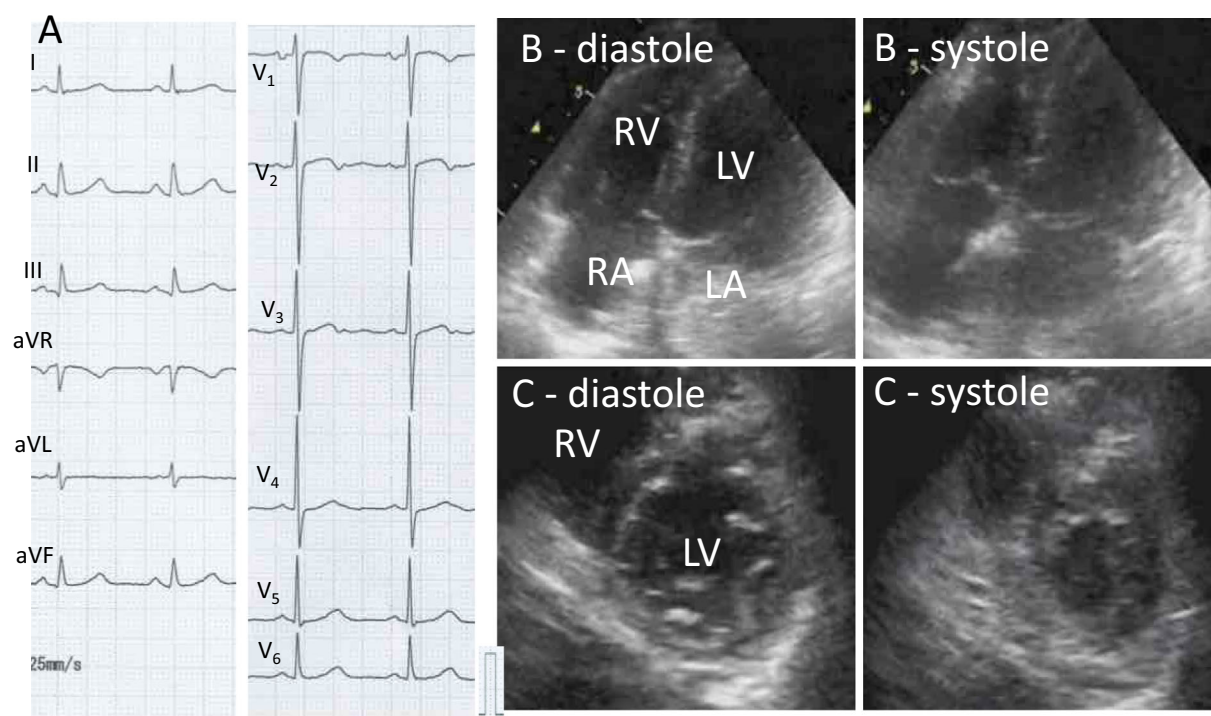 A
I
II
III
aVR
aVL
aVF
25mm/s
V1
V2
V3
V4
V5
V6
B - diastole
RV
LV
RA
LA
B - systole
5
C - diastole
RV
LV
C - systole